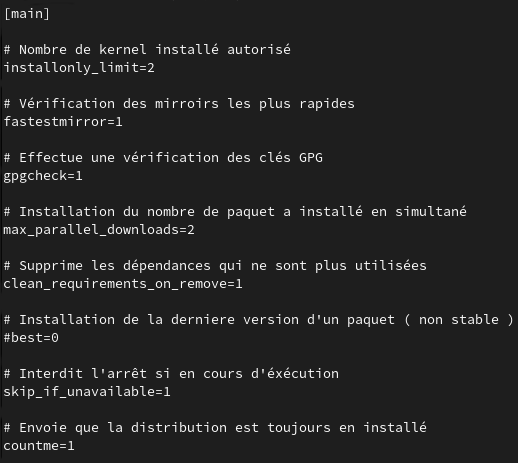 [main]
# Nombre de kernel installé autorisé
installonly_limit=2
# Vérification des mirroirs les plus rapides
fastestmirror=1
# Effectue une vérification des clés GPG
gpgcheck=1
# Installation du nombre de paquet a installé en simultané
max_parallel_downloads=2
# Supprime les dépendances qui ne sont plus utilisées
clean_requirements_on_remove=1
# Installation de la derniere version d'un paquet ( non stable )
#best=0
# Interdit l'arrêt si en cours d'éxécution
skip_if_unavailable=1
# Envoie que la distribution est toujours en installé
countme=1